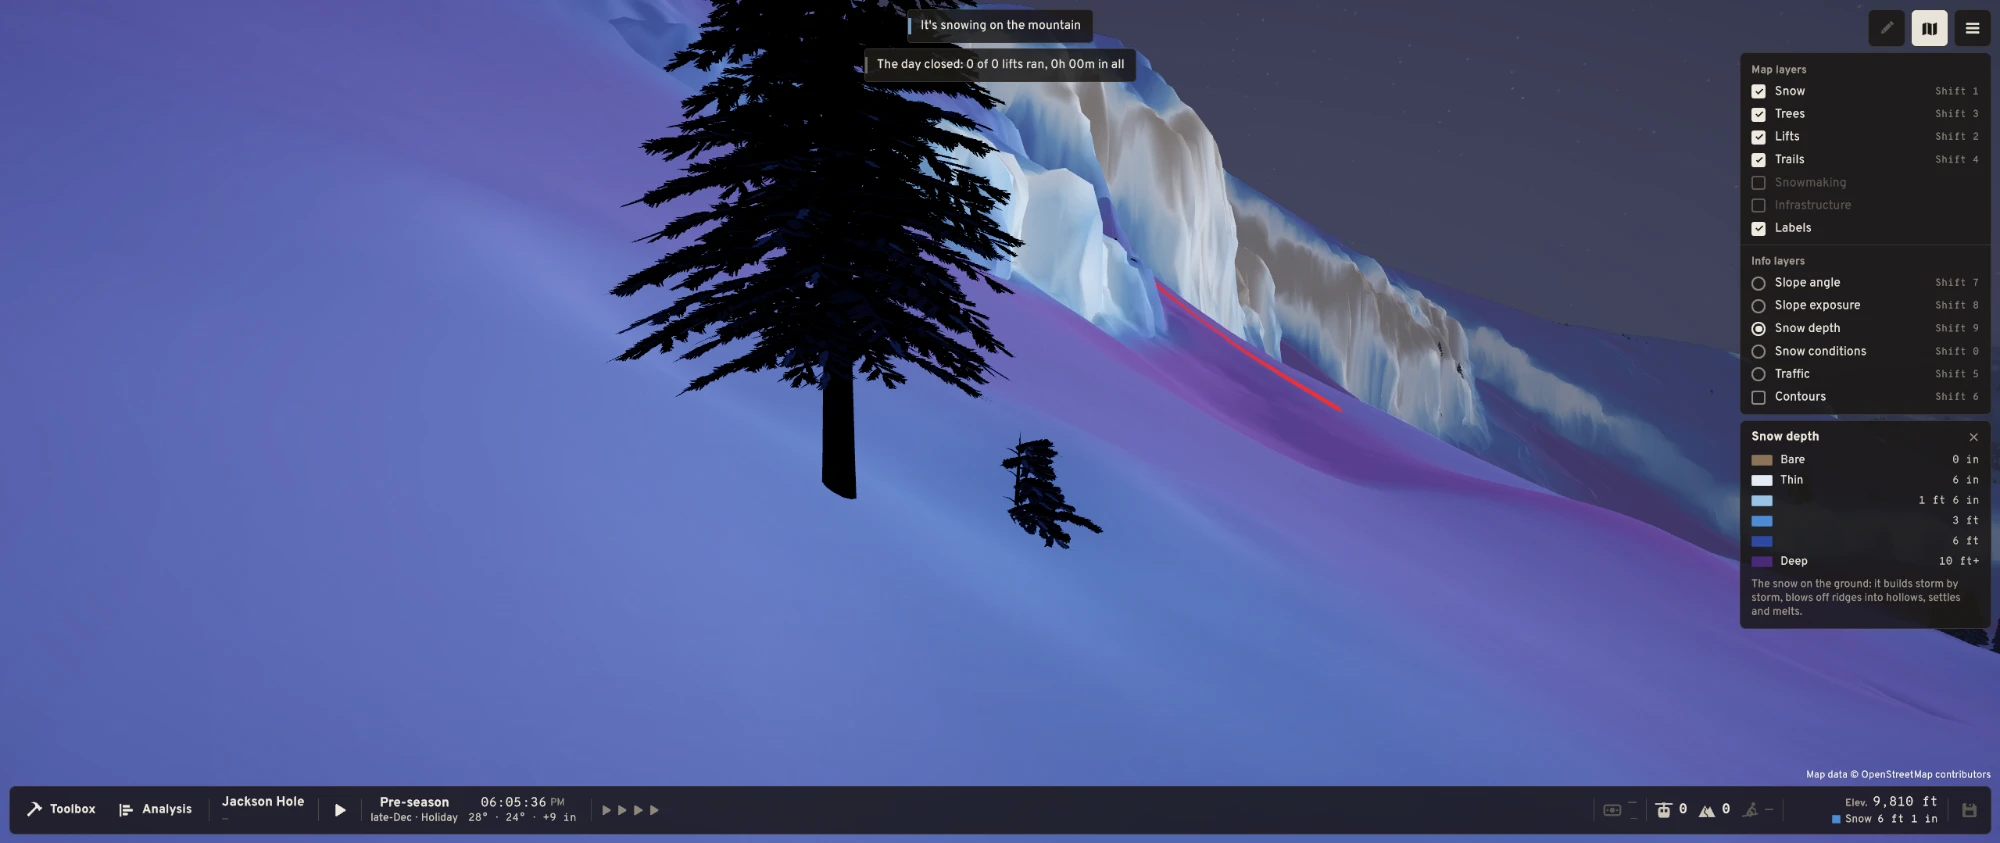 It's snowing on the mountain
The day closed: 0 of 0 lifts ran, 0h 00m in all
Map layers
Snow Shift 1
Trees Shift 3
Lifts Shift 2
Trails Shift 4
Snowmaking
Infrastructure
Labels
Info layers
Slope angle Shift 7
Slope exposure Shift 8
Snow depth Shift 9
Snow conditions Shift 0
Traffic Shift 5
Contours Shift 6
Snow depth
Bare 0 in
Thin 6 in
1 ft 6 in
3 ft
6 ft
Deep 10 ft+
The snow on the ground: it builds storm by
storm, blows off ridges into hollows, settles
and melts.
Map data © OpenStreetMap contributors
Toolbox
Analysis
Jackson Hole
–
Pre-season
late-Dec · Holiday
06:05:36 PM
28° · 24° · +9 in
–
–
0
0
–
Elev. 9,810 ft
Snow 6 ft 1 in